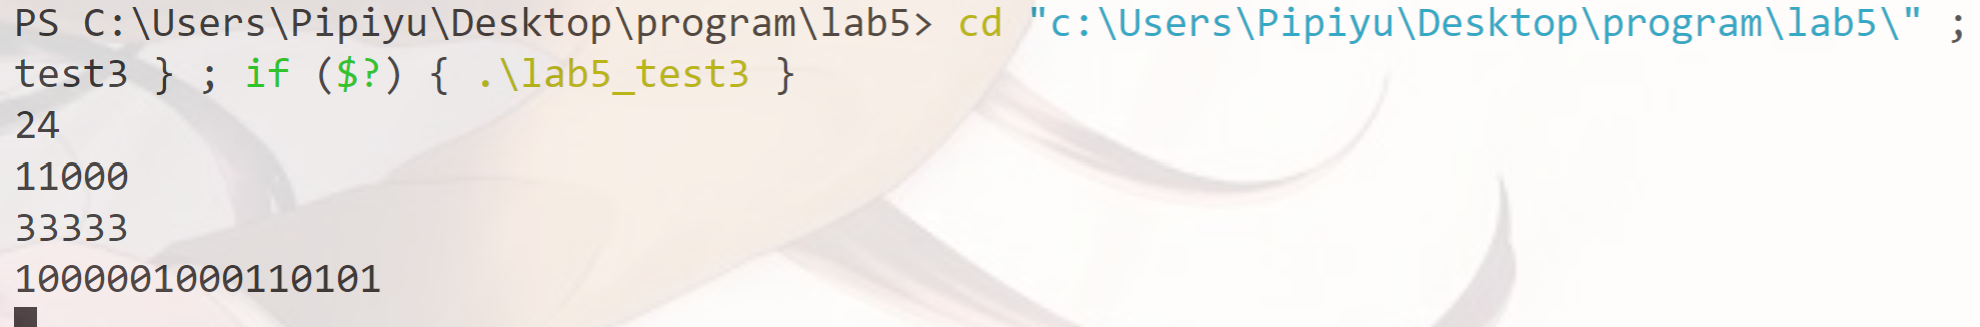 PS C:\Users\Pipiyu\Desktop\program\lab5> cd "c:\Users\Pipiyu\Desktop\program\lab5\" ;
test3 } ; if ($?) { .\lab5_test3 }
24
11000
33333
1000001000110101